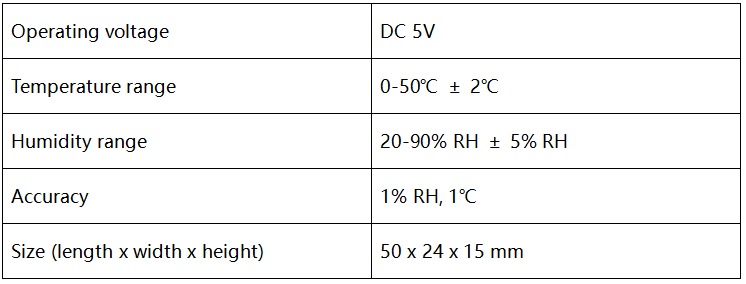 Operating voltage DC 5V
Temperature range 0-50℃ ± 2℃
Humidity range 20-90% RH ± 5% RH
Accuracy 1% RH, 1℃
Size (length x width x height) 50 x 24 x 15 mm